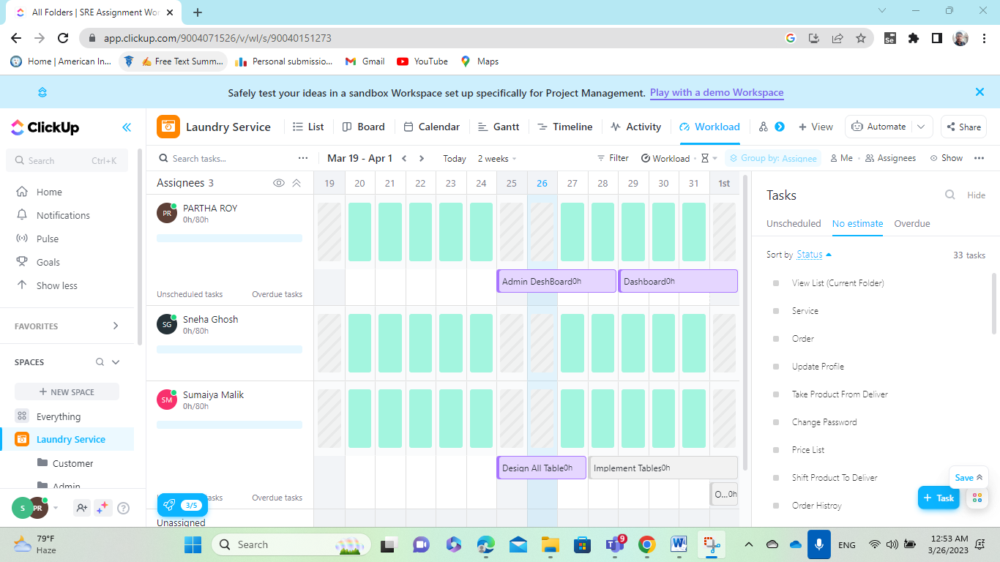 All Folders | SRE Assignment Wor
app.clickup.com/9004071526/v/wl/s/90040151273
Se
Home | American In...
Free Text Summ...
Personal submissio...
Gmail
YouTube
Maps
Safely test your ideas in a sandbox Workspace set up specifically for Project Management. Play with a demo Workspace
ClickUp
Laundry Service
List
Board
Calendar
Gantt
Timeline
Activity
Workload
+ View
Automate
Share
Search Ctrl+K
Search tasks...
Mar 19 - Apr 1
Today
2 weeks
Filter
Workload
Group by: Assignee
Me
Assignees
Show
Home
Notifications
Pulse
Goals
Show less
FAVORITES
SPACES
+ NEW SPACE
Everything
Laundry Service
Customer
Admin
S PR
Assignees 3
19 20 21 22 23 24 25 26 27 28 29 30 31 1st
PR PARTHA ROY
0h/80h
Admin DeshBoard0h
Dashboard0h
Unscheduled tasks Overdue tasks
SG Sneha Ghosh
0h/80h
SM Sumaiya Malik
0h/80h
Design All Table0h
Implement Tables0h
O...0h
3/5
tasks Overdue tasks
Unassigned
Tasks
Hide
Unscheduled No estimate Overdue
Sort by Status
33 tasks
View List (Current Folder)
Service
Order
Update Profile
Take Product From Deliver
Change Password
Price List
Shift Product To Deliver
Order Histroy
Save
+ Task
79°F
Haze
Search
9
ENG
12:53 AM
3/26/2023